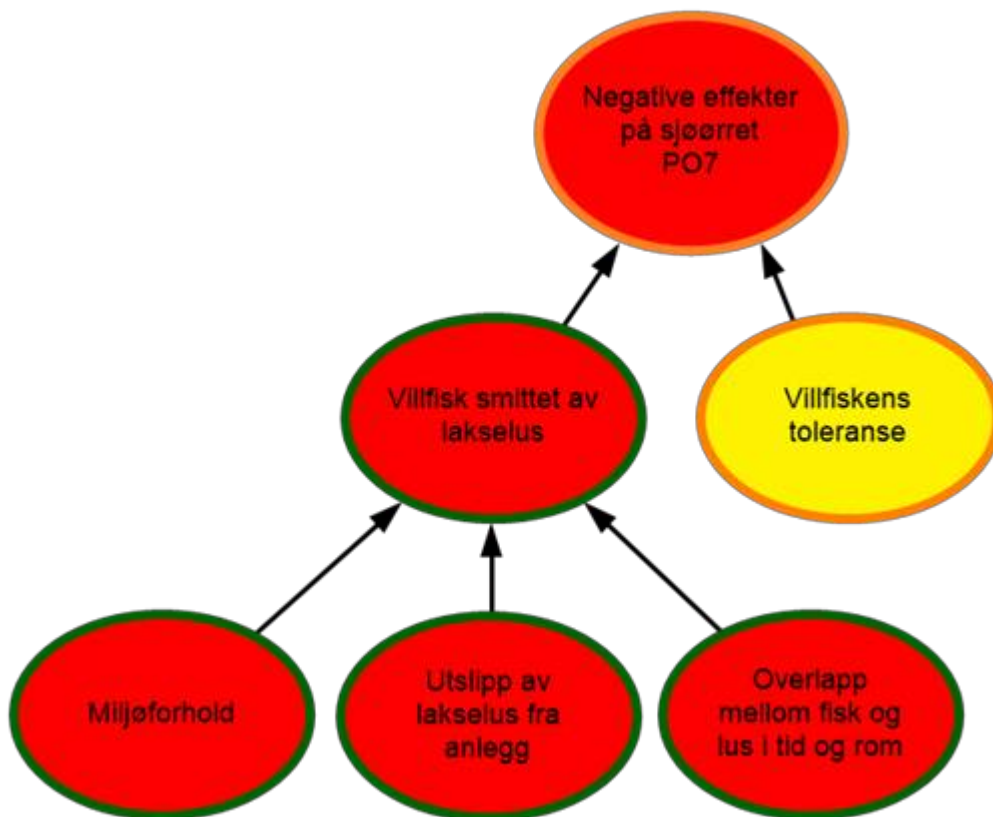 Negative effekter
på sjøørret
PO7
Villfisk smittet av
lakselus
Villfiskens
toleranse
Miljøforhold
Utslipp av
lakselus fra
anlegg
Overlapp
mellom fisk og
lus i tid og rom